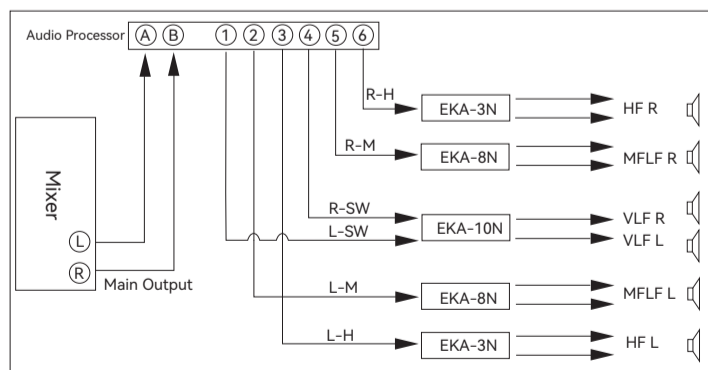 Audio Processor A B 1 2 3 4 5 6
R-H
EKA-3N
HF R
R-M
EKA-8N
MFLF R
Mixer
R-SW
L-SW
EKA-10N
VLF R
VLF L
L
R
Main Output
L-M
EKA-8N
MFLF L
L-H
EKA-3N
HF L